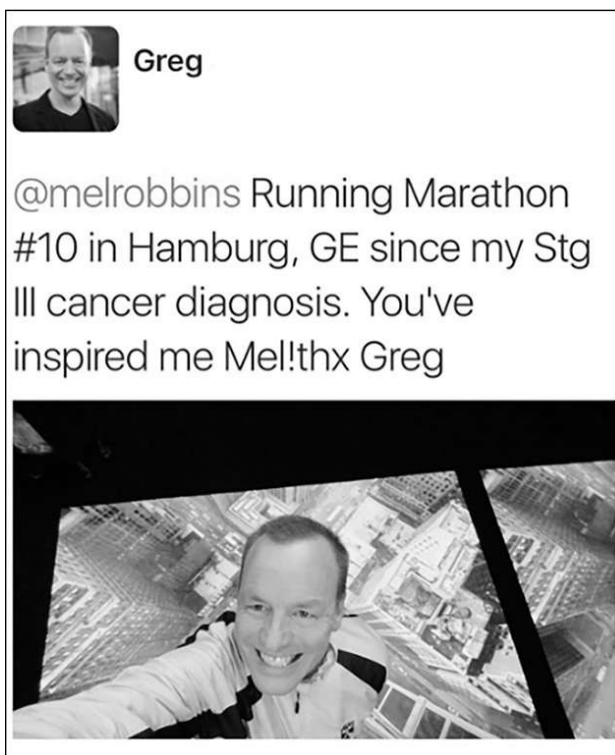 Greg
@melrobbins Running Marathon
#10 in Hamburg, GE since my Stg
III cancer diagnosis. You've
inspired me Mel!thx Greg